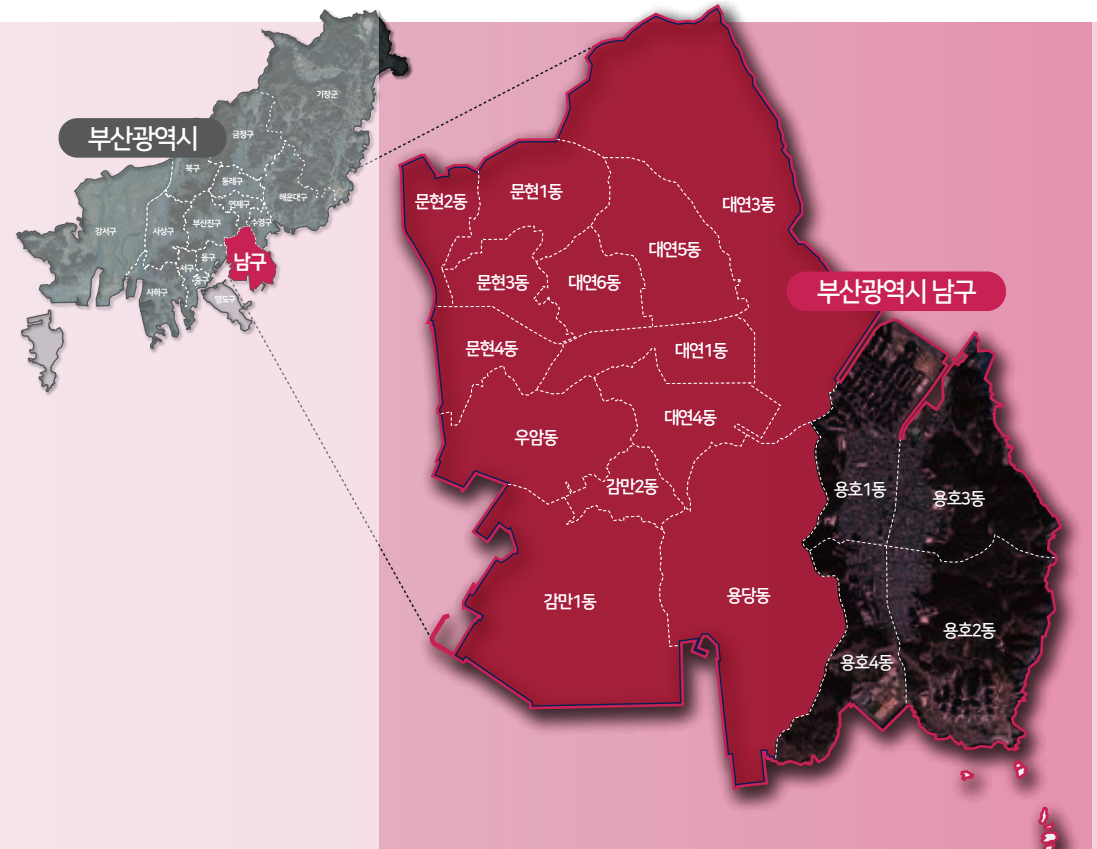 부산광역시
기장군
금정구
북구
동래구
해운대구
연제구
부산진구
수영구
강서구
사상구
동구
남구
서구
중구
사하구
영도구
부산광역시 남구
문현2동
문현1동
대연3동
대연5동
문현3동
대연6동
문현4동
대연1동
대연4동
우암동
감만2동
용호1동
용호3동
감만1동
용당동
용호2동
용호4동